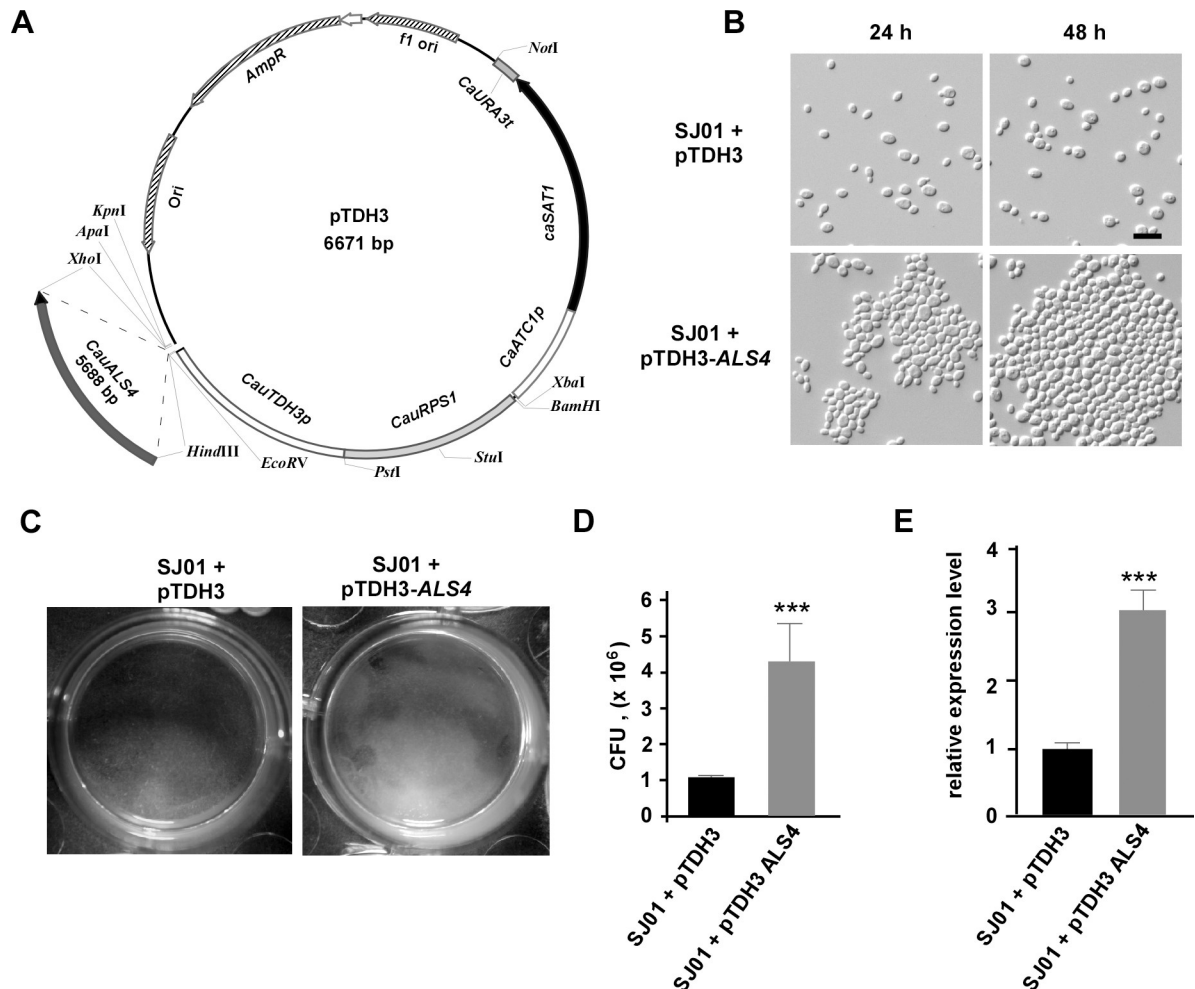 A
f1 ori
NotI
AmpR
CaURA3t
Ori
KpnI
ApaI
XhoI
pTDH3
6671 bp
caSAT1
CauALS4
5688 bp
CaATC1p
CauTDH3p
CauRPS1
XbaI
BamHI
HindIII
EcoRV
PstI
StuI
B
24 h
48 h
SJ01 +
pTDH3
SJ01 +
pTDH3-ALS4
C
SJ01 +
pTDH3
SJ01 +
pTDH3-ALS4
D
CFU , (x 10⁶)
6
5
4
3
2
1
0
***
SJ01 + pTDH3
SJ01 + pTDH3 ALS4
E
relative expression level
4
3
2
1
0
***
SJ01 + pTDH3
SJ01 + pTDH3 ALS4